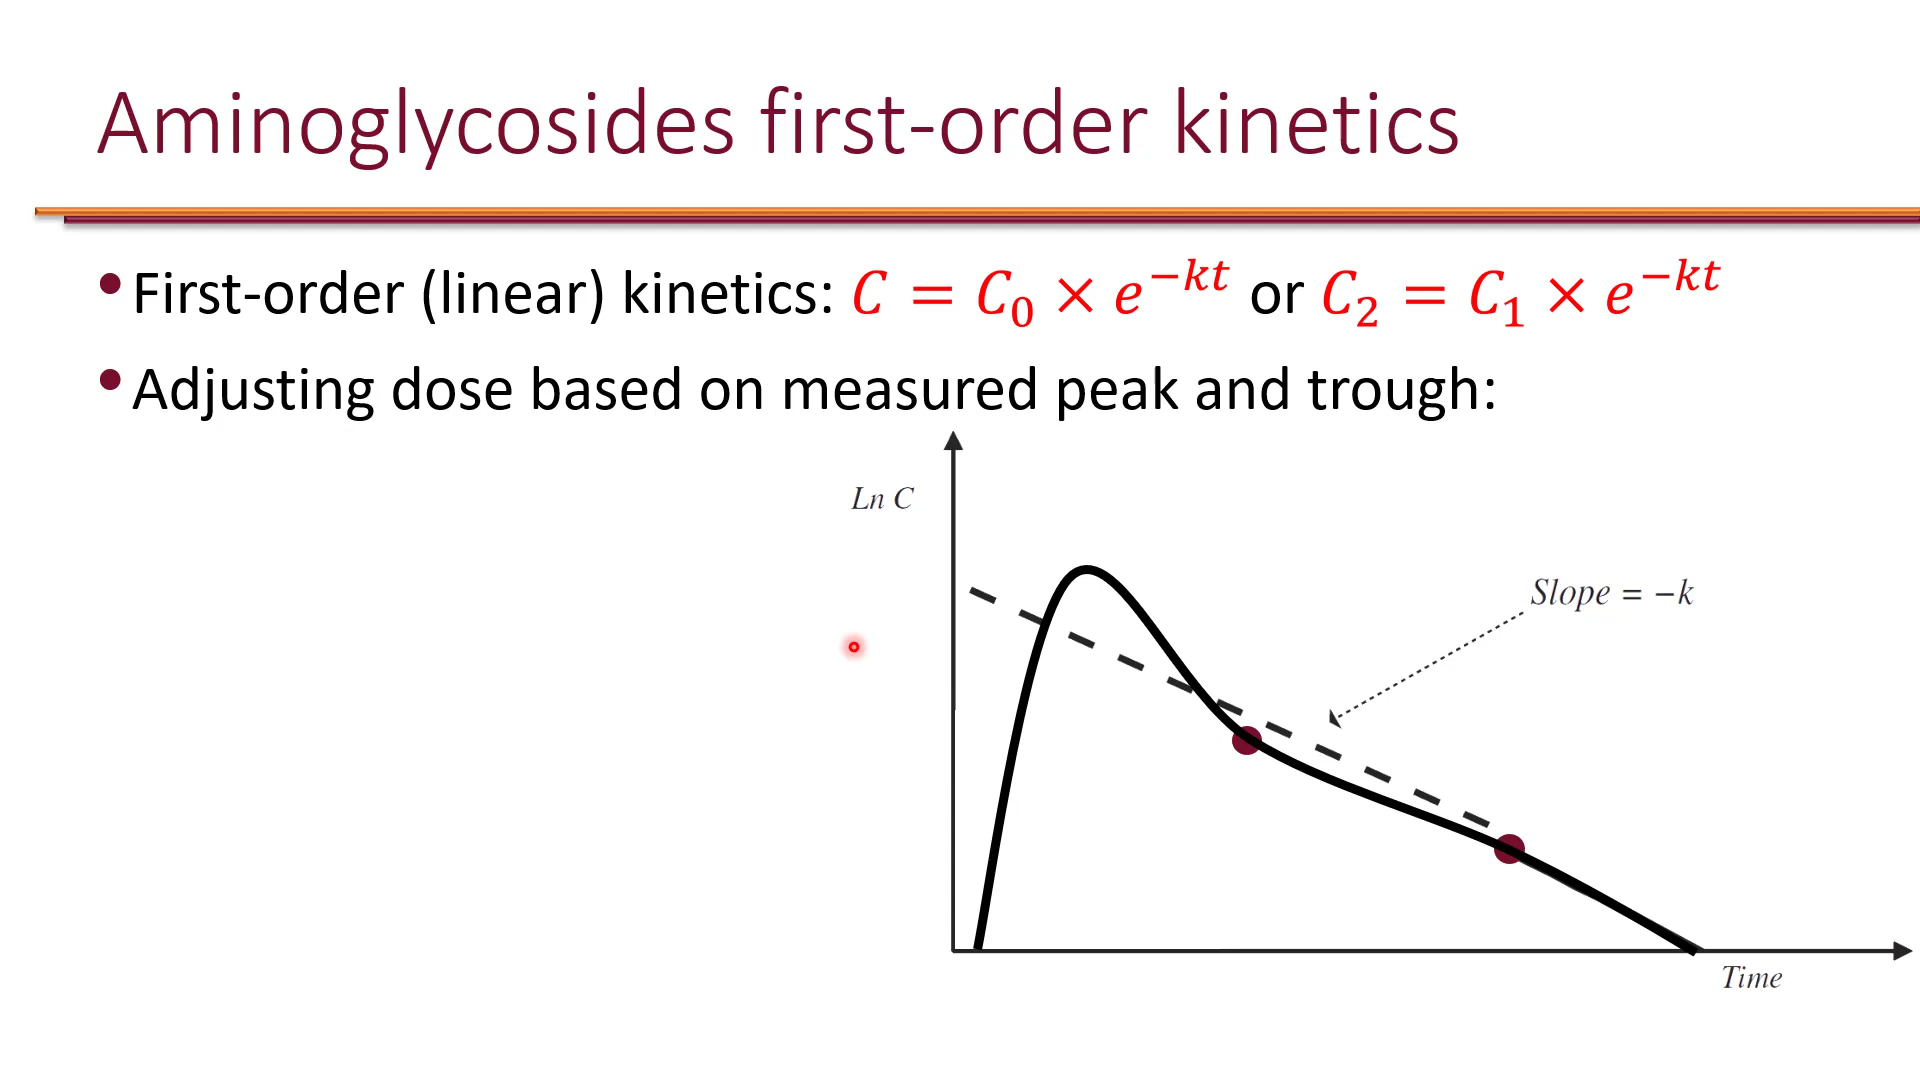 Aminoglycosides first-order kinetics
• First-order (linear) kinetics: C = C₀ × e^{−kt} or C₂ = C₁ × e^{−kt}
• Adjusting dose based on measured peak and trough:
Ln C
Slope = −k
Time